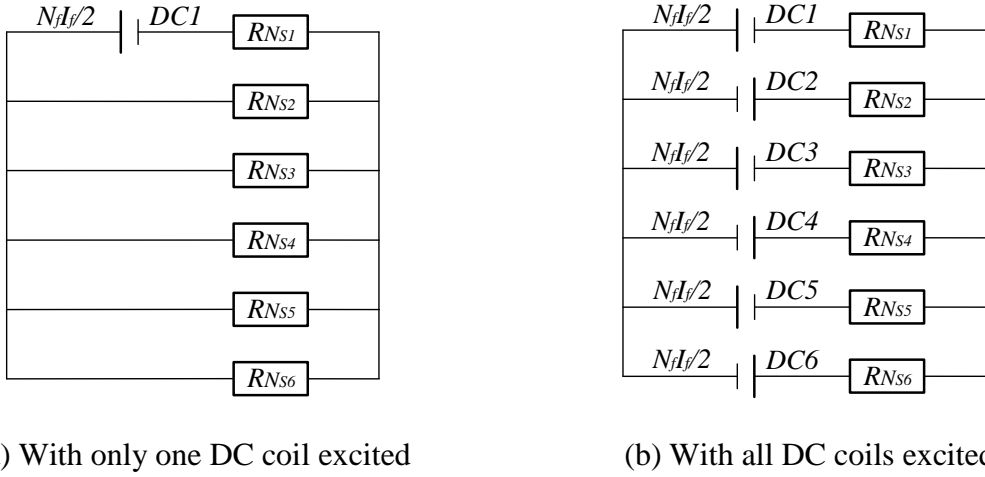 NfIf/2 DC1 RNS1
RNS2
RNS3
RNS4
RNS5
RNS6
) With only one DC coil excited
NfIf/2 DC1 RNS1
NfIf/2 DC2 RNS2
NfIf/2 DC3 RNS3
NfIf/2 DC4 RNS4
NfIf/2 DC5 RNS5
NfIf/2 DC6 RNS6
(b) With all DC coils excited